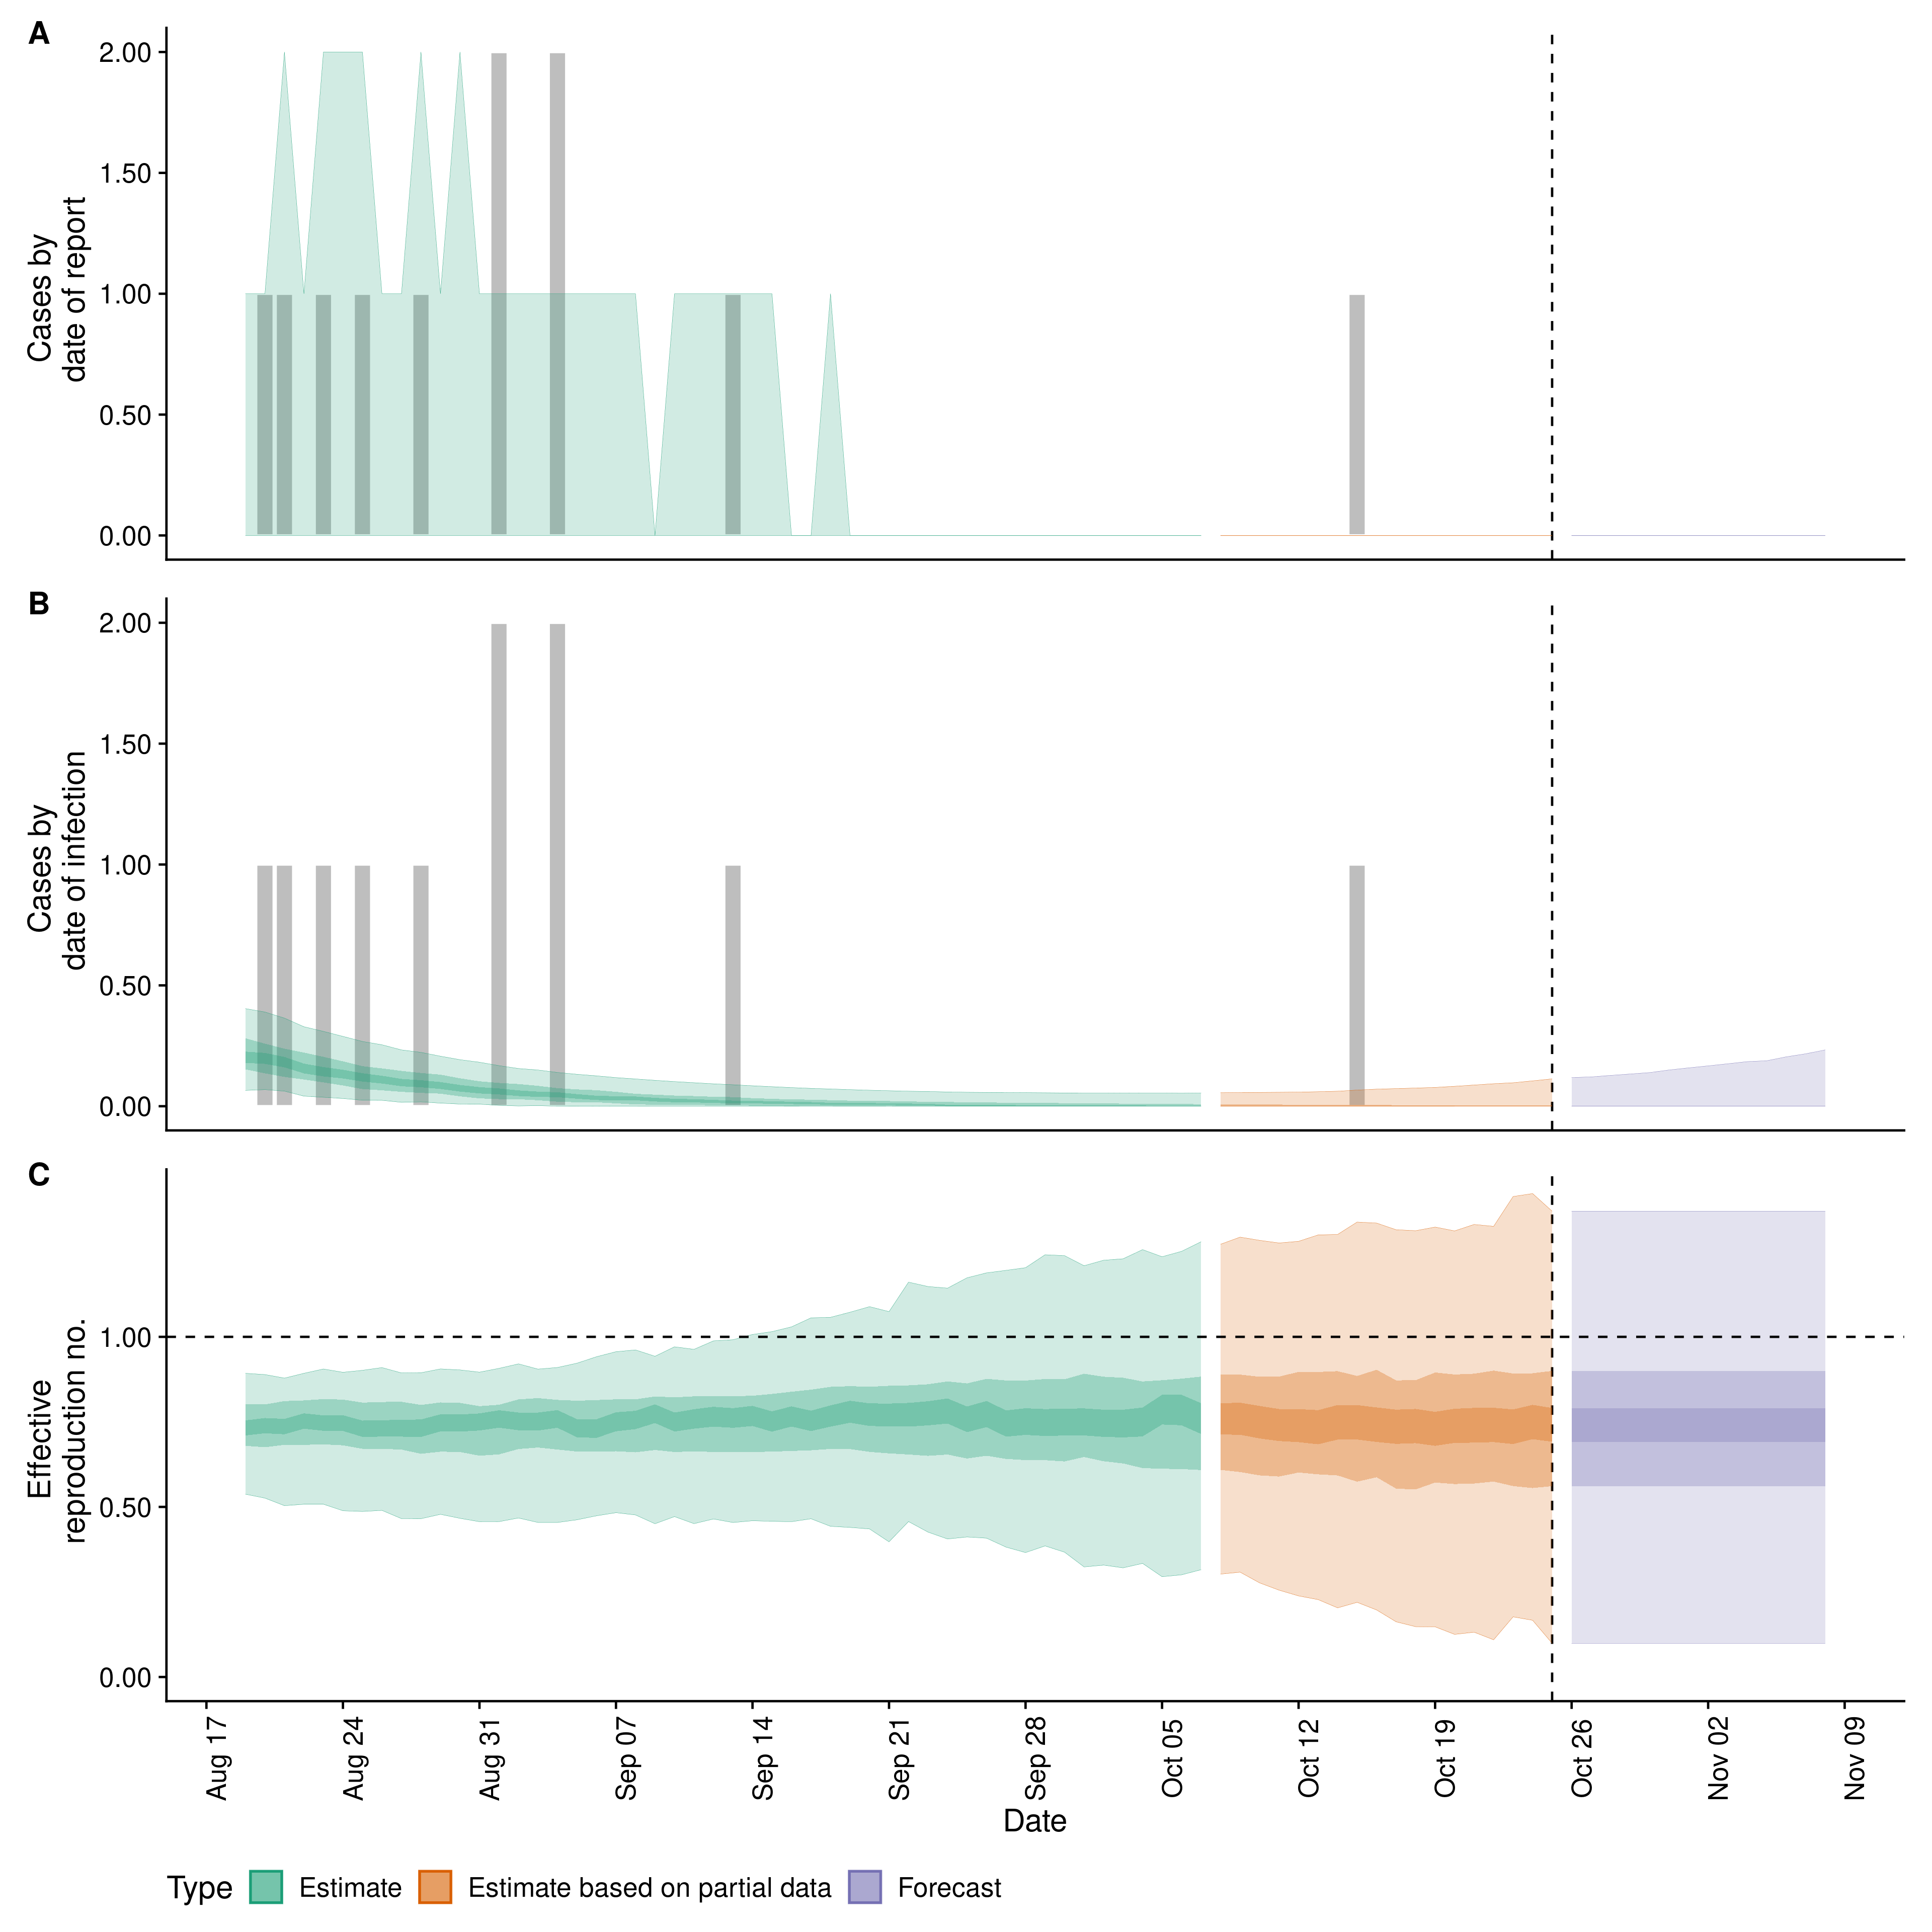 A
2.00
1.50
1.00
0.50
0.00
Cases by
date of report
B
2.00
1.50
1.00
0.50
0.00
Cases by
date of infection
C
1.00
0.50
0.00
Effective
reproduction no.
Aug 17
Aug 24
Aug 31
Sep 07
Sep 14
Sep 21
Sep 28
Oct 05
Oct 12
Oct 19
Oct 26
Nov 02
Nov 09
Date
Type Estimate Estimate based on partial data Forecast